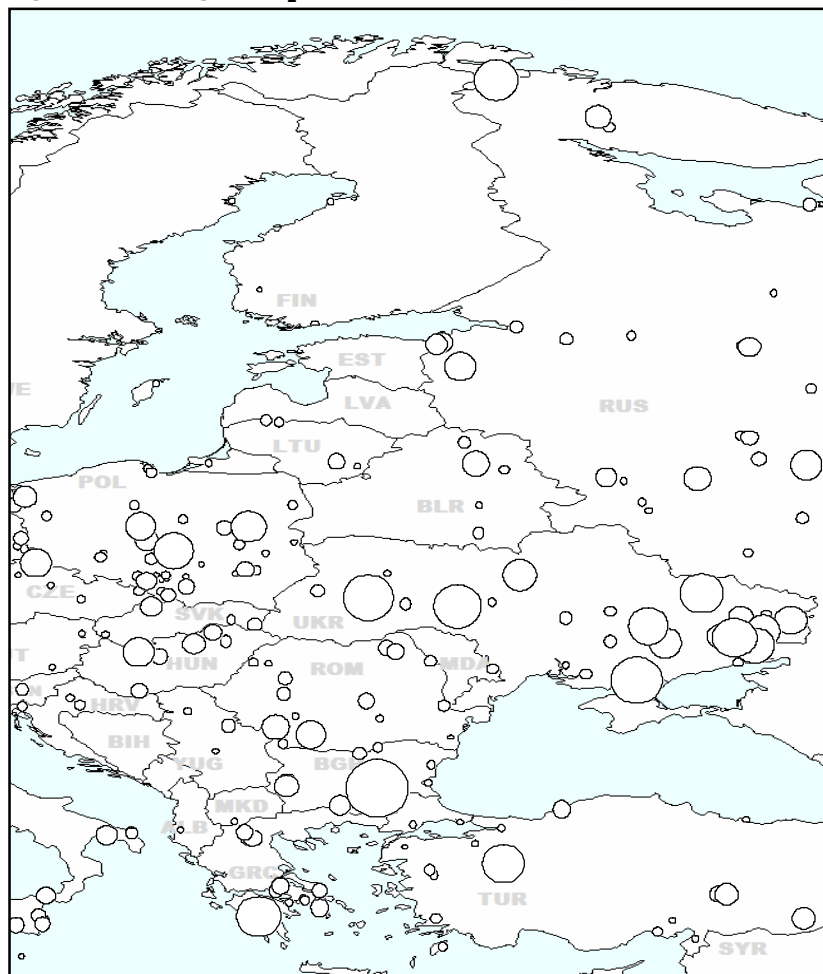 FIN
EST
VE
LVA
RUS
LTU
POL
BLR
CZE
SVK
UKR
T
HUN
ROM
MDA
N
HRV
BIH
YUG
BGR
MKD
ALB
GRC
TUR
SYR